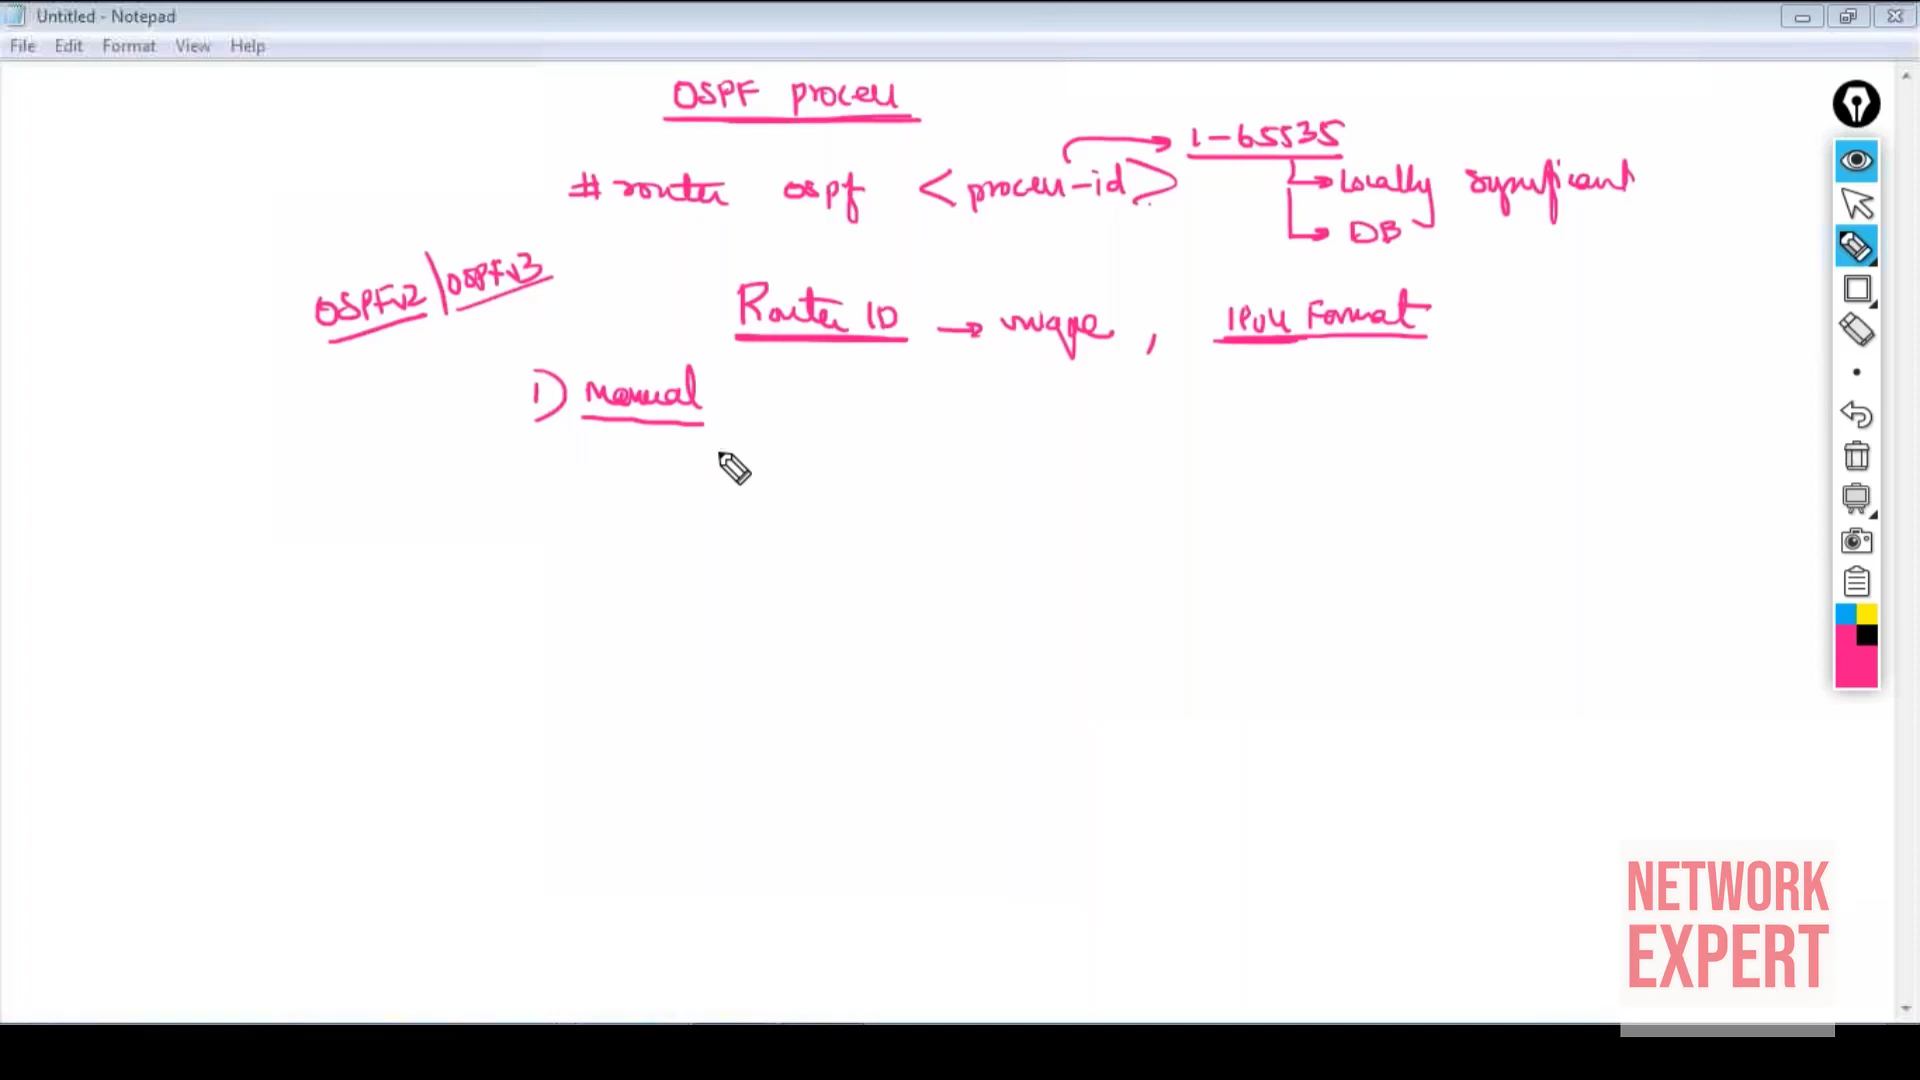 Untitled - Notepad
File Edit Format View Help
OSPF process
# router ospf <process-id> 1-65535
Locally significant
DB
OSPFv2 | OSPFv3
Router ID → unique , IPv4 Format
1) Manual
NETWORK
EXPERT